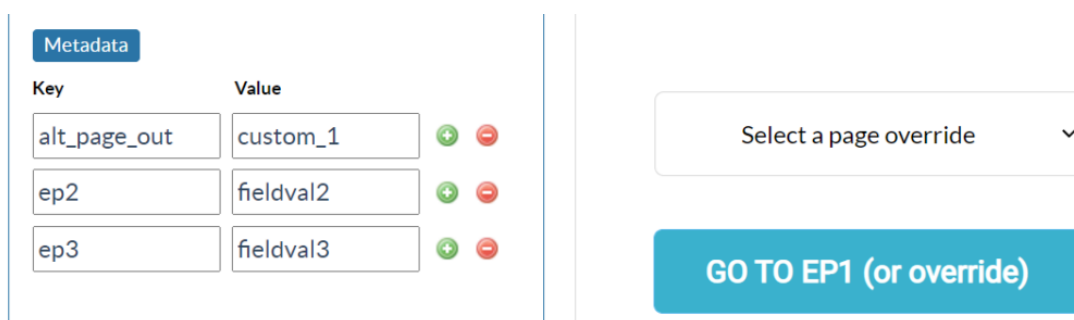 Metadata
Key Value
alt_page_out custom_1
ep2 fieldval2
ep3 fieldval3
Select a page override
GO TO EP1 (or override)